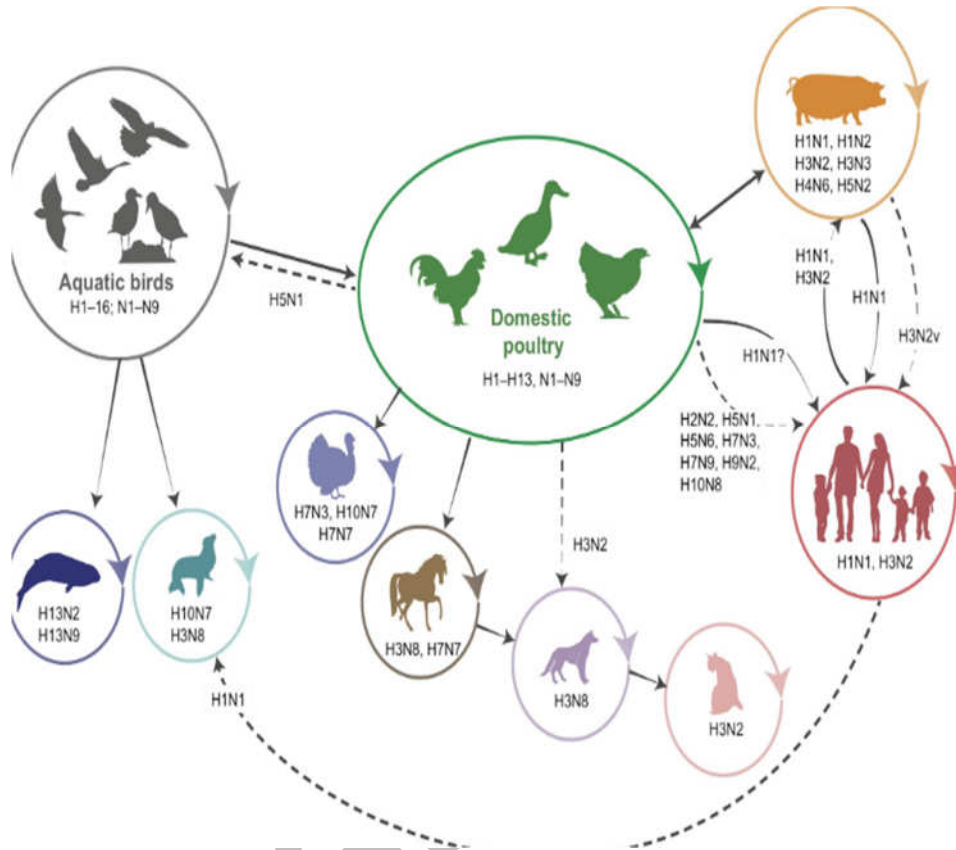 Aquatic birds
H1–16; N1–N9
H5N1
Domestic
poultry
H1–H13, N1–N9
H1N1, H1N2
H3N2, H3N3
H4N6, H5N2
H1N1,
H3N2
H1N1
H3N2v
H1N1?
H2N2, H5N1,
H5N6, H7N3,
H7N9, H9N2,
H10N8
H1N1, H3N2
H7N3, H10N7
H7N7
H3N2
H13N2
H13N9
H10N7
H3N8
H3N8, H7N7
H3N8
H3N2
H1N1